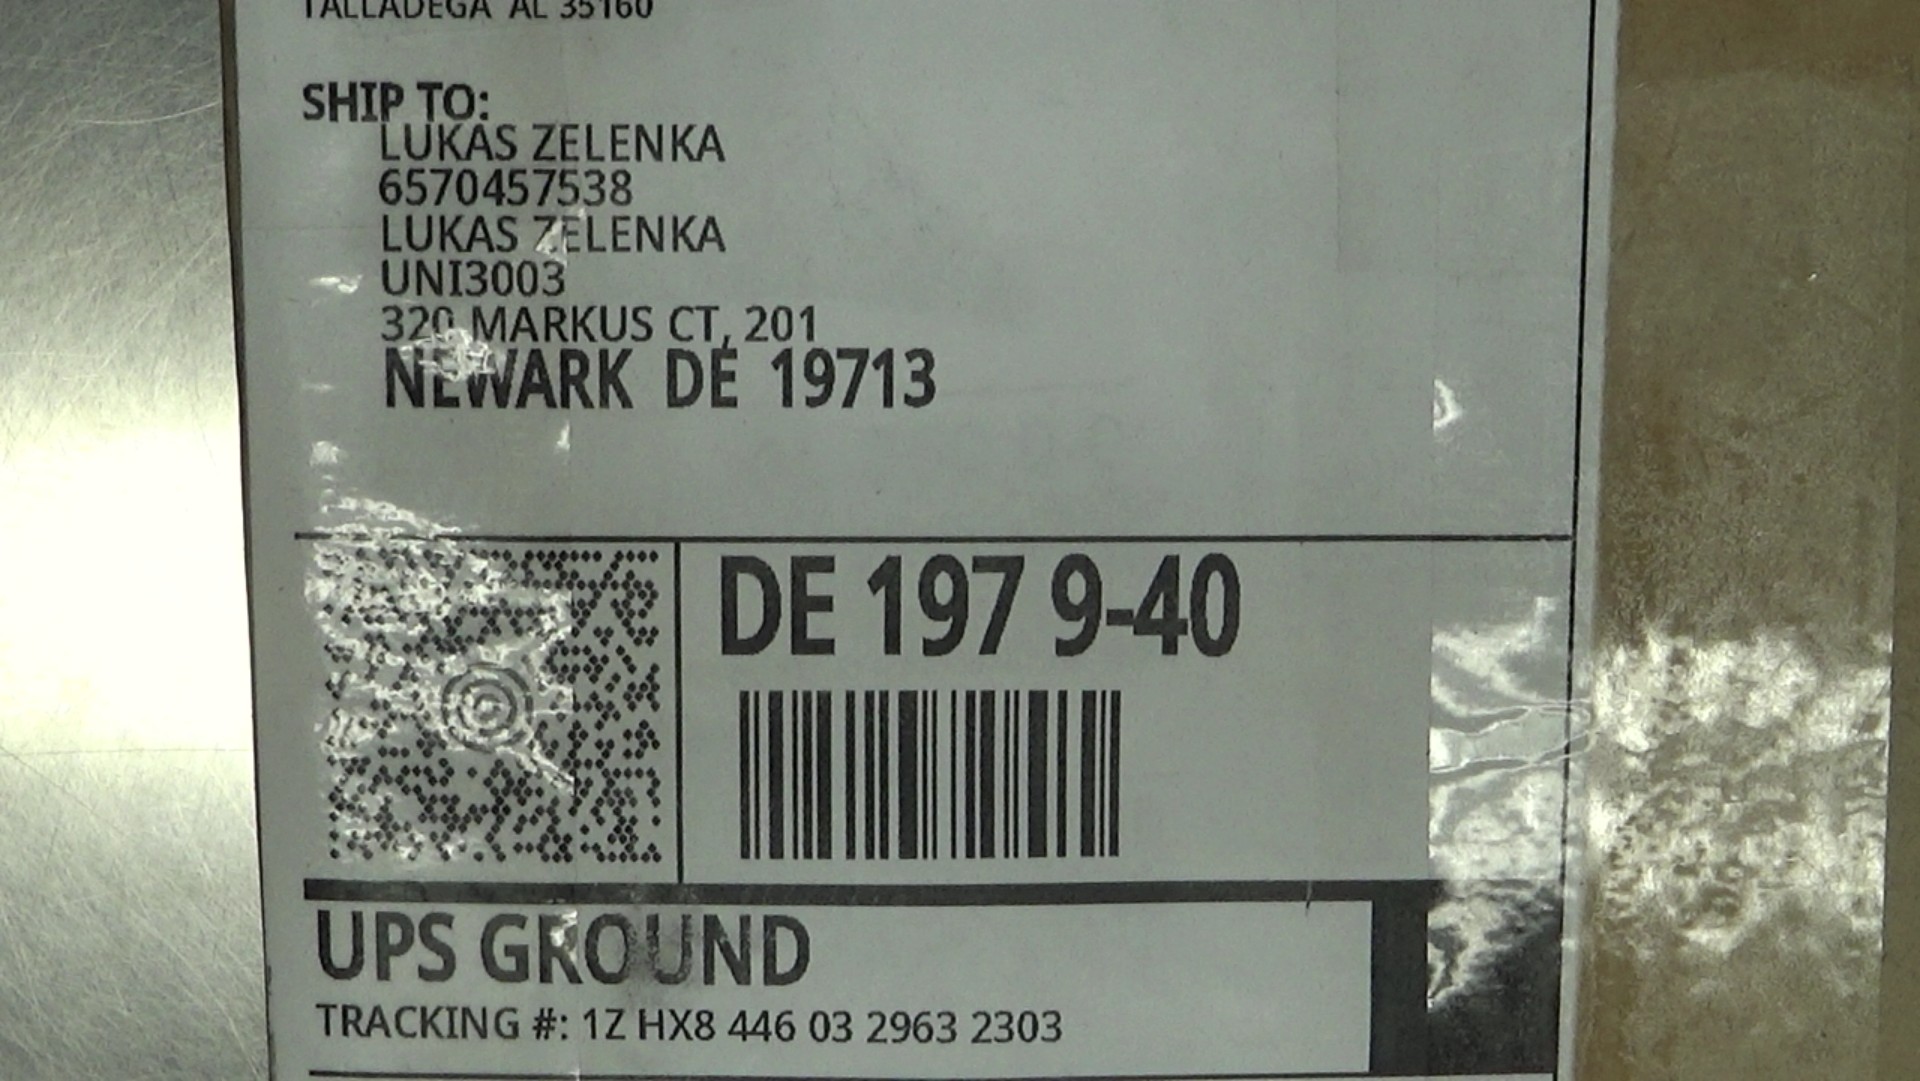 TALLADEGA AL 35160
SHIP TO:
LUKAS ZELENKA
6570457538
LUKAS ZELENKA
UNI3003
320 MARKUS CT, 201
NEWARK DE 19713
DE 197 9-40
UPS GROUND
TRACKING #: 1Z HX8 446 03 2963 2303